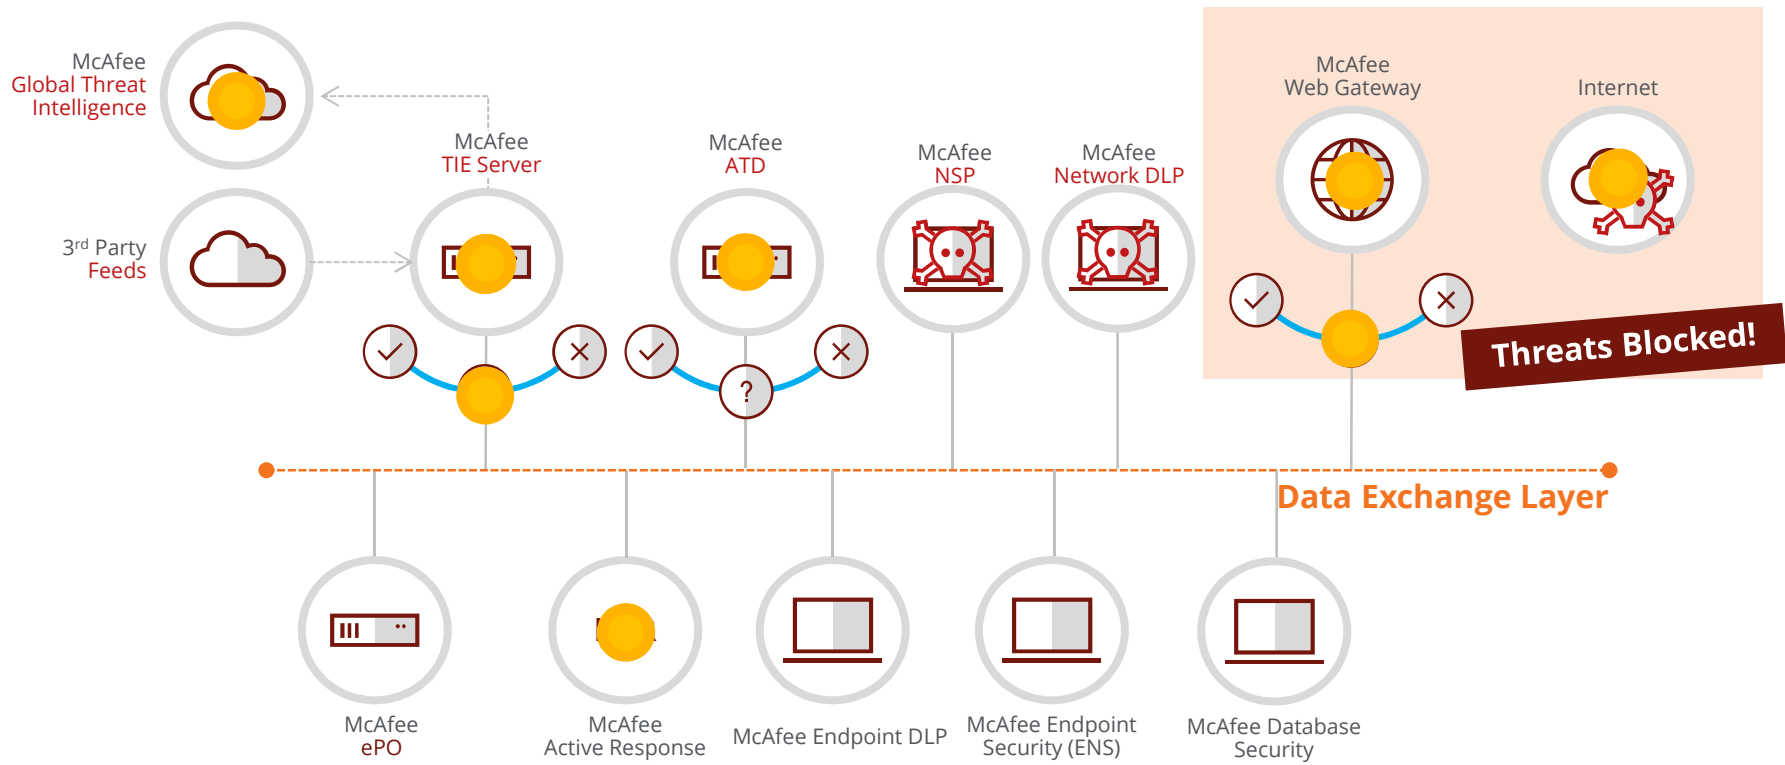 McAfee
Global Threat
Intelligence
3rd Party
Feeds
McAfee
TIE Server
McAfee
ATD
McAfee
NSP
McAfee
Network DLP
McAfee
Web Gateway
Internet
?
Threats Blocked!
Data Exchange Layer
McAfee
ePO
McAfee
Active Response
McAfee Endpoint DLP
McAfee Endpoint
Security (ENS)
McAfee Database
Security